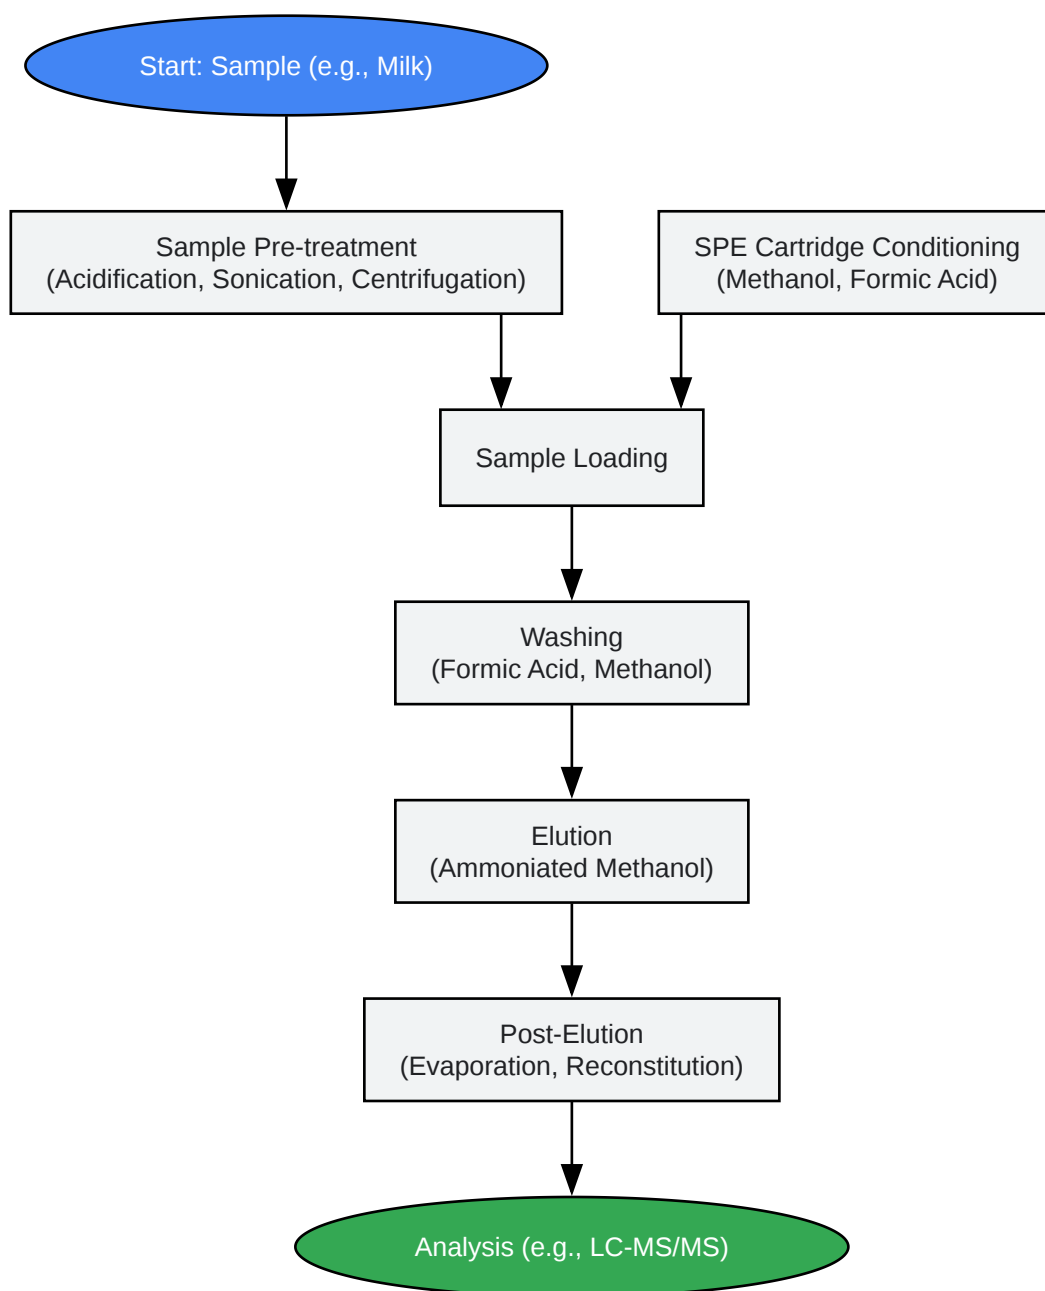 Start: Sample (e.g., Milk)
Sample Pre-treatment
(Acidification, Sonication, Centrifugation)
SPE Cartridge Conditioning
(Methanol, Formic Acid)
Sample Loading
Washing
(Formic Acid, Methanol)
Elution
(Ammoniated Methanol)
Post-Elution
(Evaporation, Reconstitution)
Analysis (e.g., LC-MS/MS)